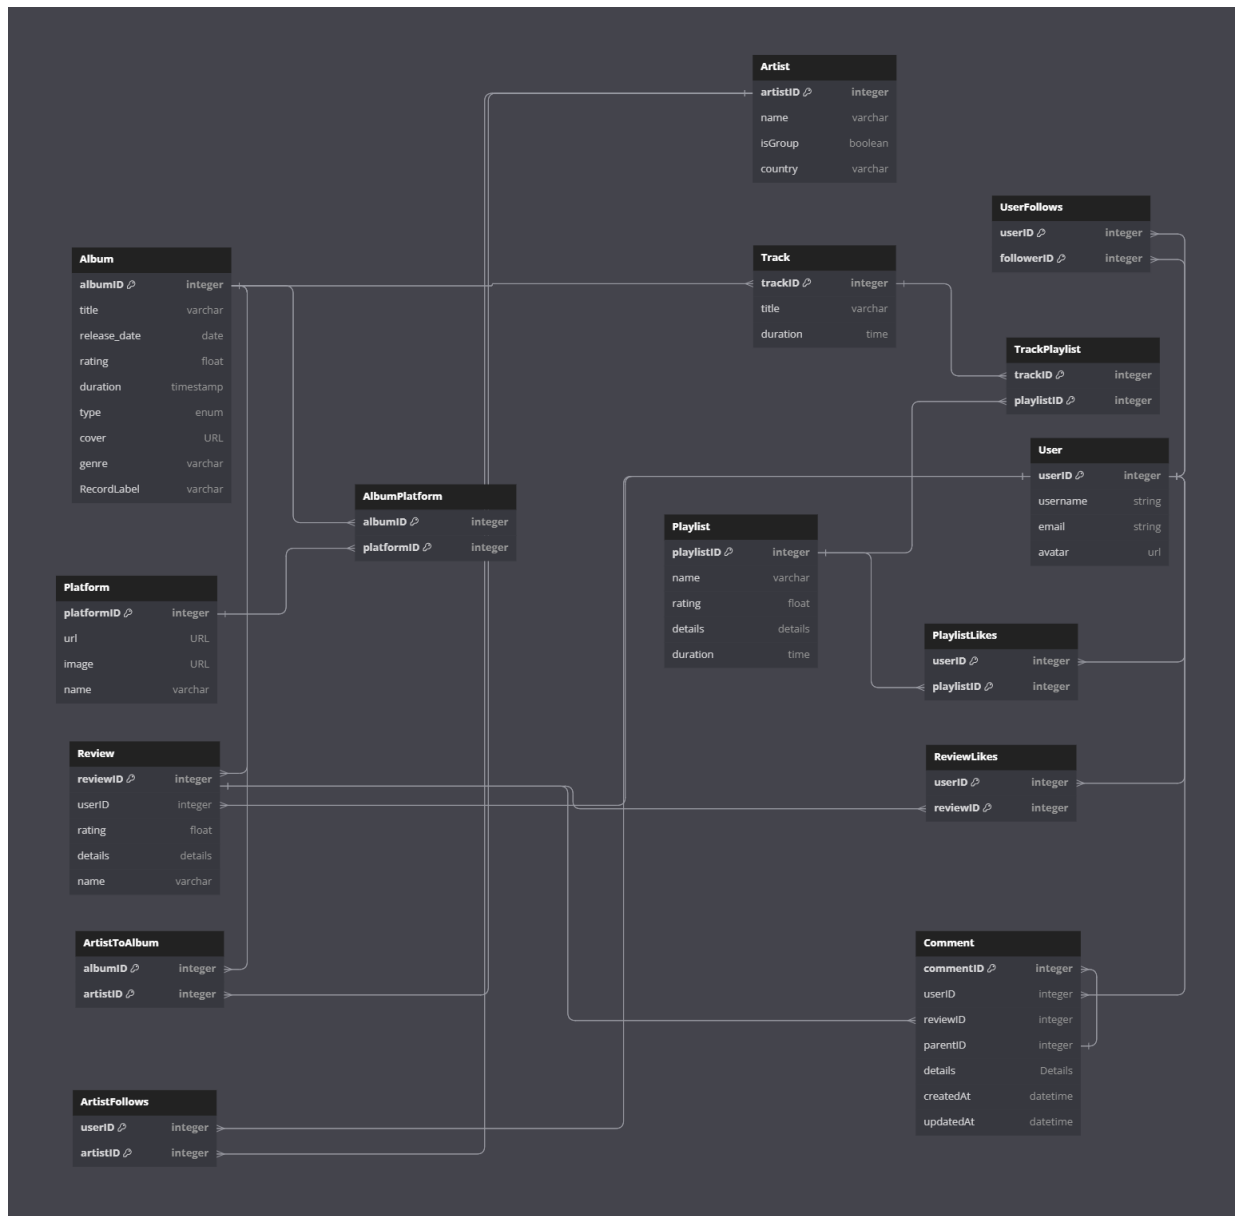 Artist
artistID integer
name varchar
isGroup boolean
country varchar
UserFollows
userID integer
followerID integer
Album
albumID integer
title varchar
release_date date
rating float
duration timestamp
type enum
cover URL
genre varchar
RecordLabel varchar
Track
trackID integer
title varchar
duration time
TrackPlaylist
trackID integer
playlistID integer
User
userID integer
username string
email string
avatar url
AlbumPlatform
albumID integer
platformID integer
Playlist
playlistID integer
name varchar
rating float
details details
duration time
Platform
platformID integer
url URL
image URL
name varchar
PlaylistLikes
userID integer
playlistID integer
Review
reviewID integer
userID integer
rating float
details details
name varchar
ReviewLikes
userID integer
reviewID integer
ArtistToAlbum
albumID integer
artistID integer
Comment
commentID integer
userID integer
reviewID integer
parentID integer
details Details
createdAt datetime
updatedAt datetime
ArtistFollows
userID integer
artistID integer